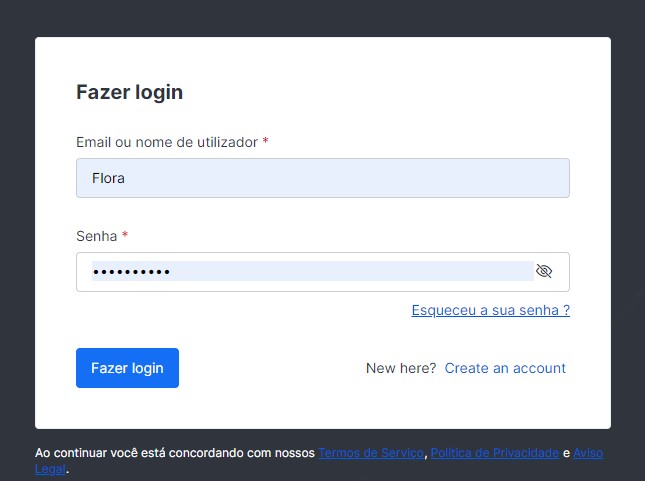 Fazer login
Email ou nome de utilizador *
Flora
Senha *
••••••••••
Esqueceu a sua senha ?
Fazer login
New here? Create an account
Ao continuar você está concordando com nossos Termos de Serviço, Política de Privacidade e Aviso
Legal.